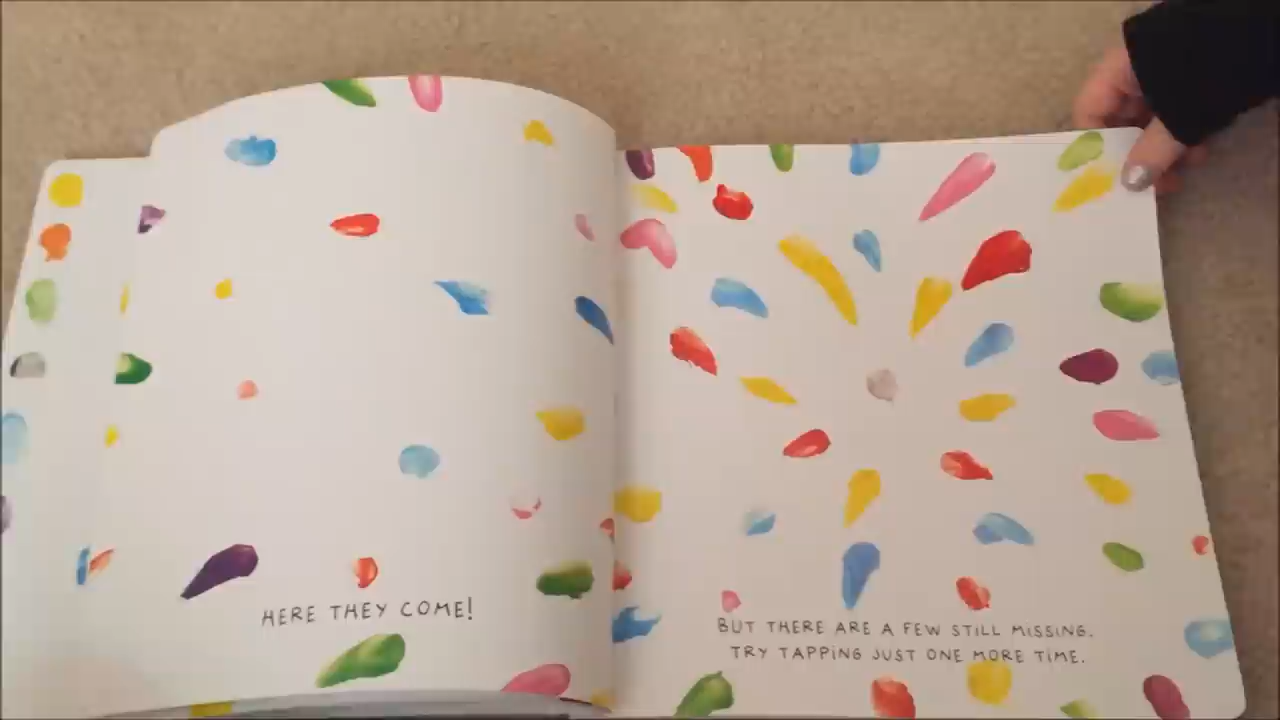 HERE THEY COME!
BUT THERE ARE A FEW STILL MISSING.
TRY TAPPING JUST ONE MORE TIME.